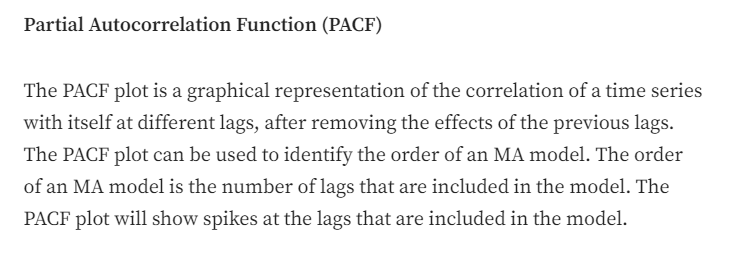 Partial Autocorrelation Function (PACF)
The PACF plot is a graphical representation of the correlation of a time series
with itself at different lags, after removing the effects of the previous lags.
The PACF plot can be used to identify the order of an MA model. The order
of an MA model is the number of lags that are included in the model. The
PACF plot will show spikes at the lags that are included in the model.